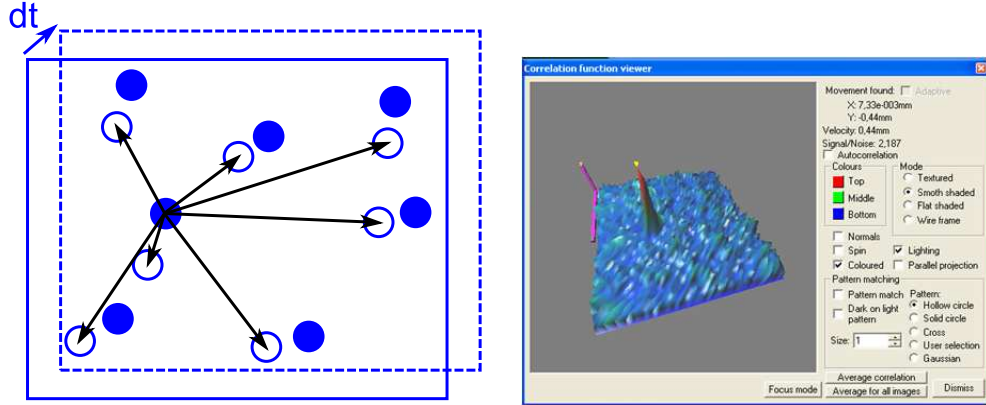 dt
Correlation function viewer
Movement found: Adaptive
X: 7,33e-003mm
Y: -0,44mm
Velocity: 0,44mm
Signal/Noise: 2,187
Autocorrelation
Colours
Top
Middle
Bottom
Mode
Textured
Smoth shaded
Flat shaded
Wire frame
Normals
Spin
Lighting
Coloured
Parallel projection
Pattern matching
Pattern match
Dark on light
pattern
Size: 1
Pattern:
Hollow circle
Solid circle
Cross
User selection
Gaussian
Focus mode
Average correlation
Average for all images
Dismiss